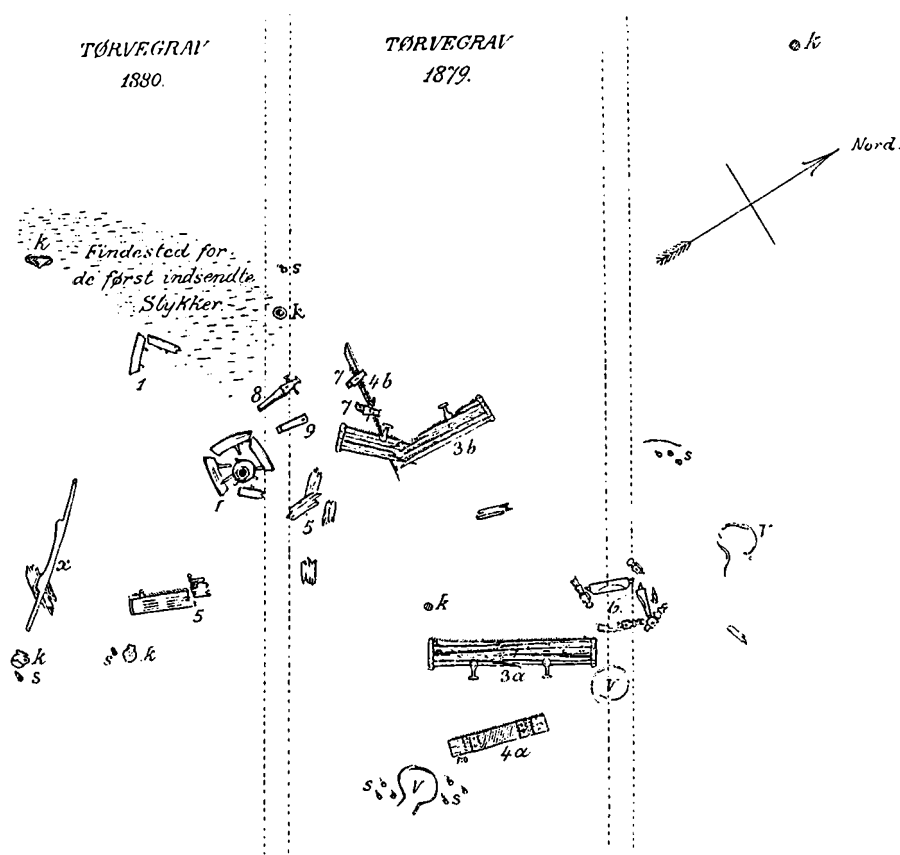 TØRVEGRAV
1880.
TØRVEGRAV
1879.
k
Nord.
k
Findested for
de først indsendte
Stykker
s
k
1
8
7
4b
7
9
3b
s
1
5
x
5
6.
k
k
s
s
k
3a
V
4a
s
V
s